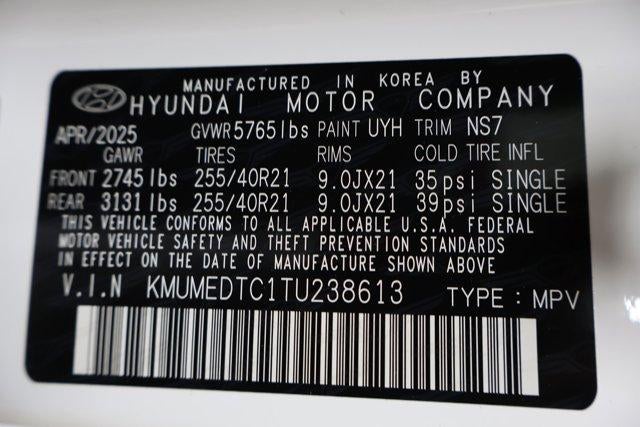 MANUFACTURED IN KOREA BY
HYUNDAI MOTOR COMPANY
APR/2025 GVWR5765lbs PAINT UYH TRIM NS7
GAWR TIRES RIMS COLD TIRE INFL
FRONT 2745lbs 255/40R21 9.0JX21 35psi SINGLE
REAR 3131lbs 255/40R21 9.0JX21 39psi SINGLE
THIS VEHICLE CONFORMS TO ALL APPLICABLE U.S.A. FEDERAL
MOTOR VEHICLE SAFETY AND THEFT PREVENTION STANDARDS
IN EFFECT ON THE DATE OF MANUFACTURE SHOWN ABOVE
V.I.N KMUMEDTC1TU238613 TYPE : MPV